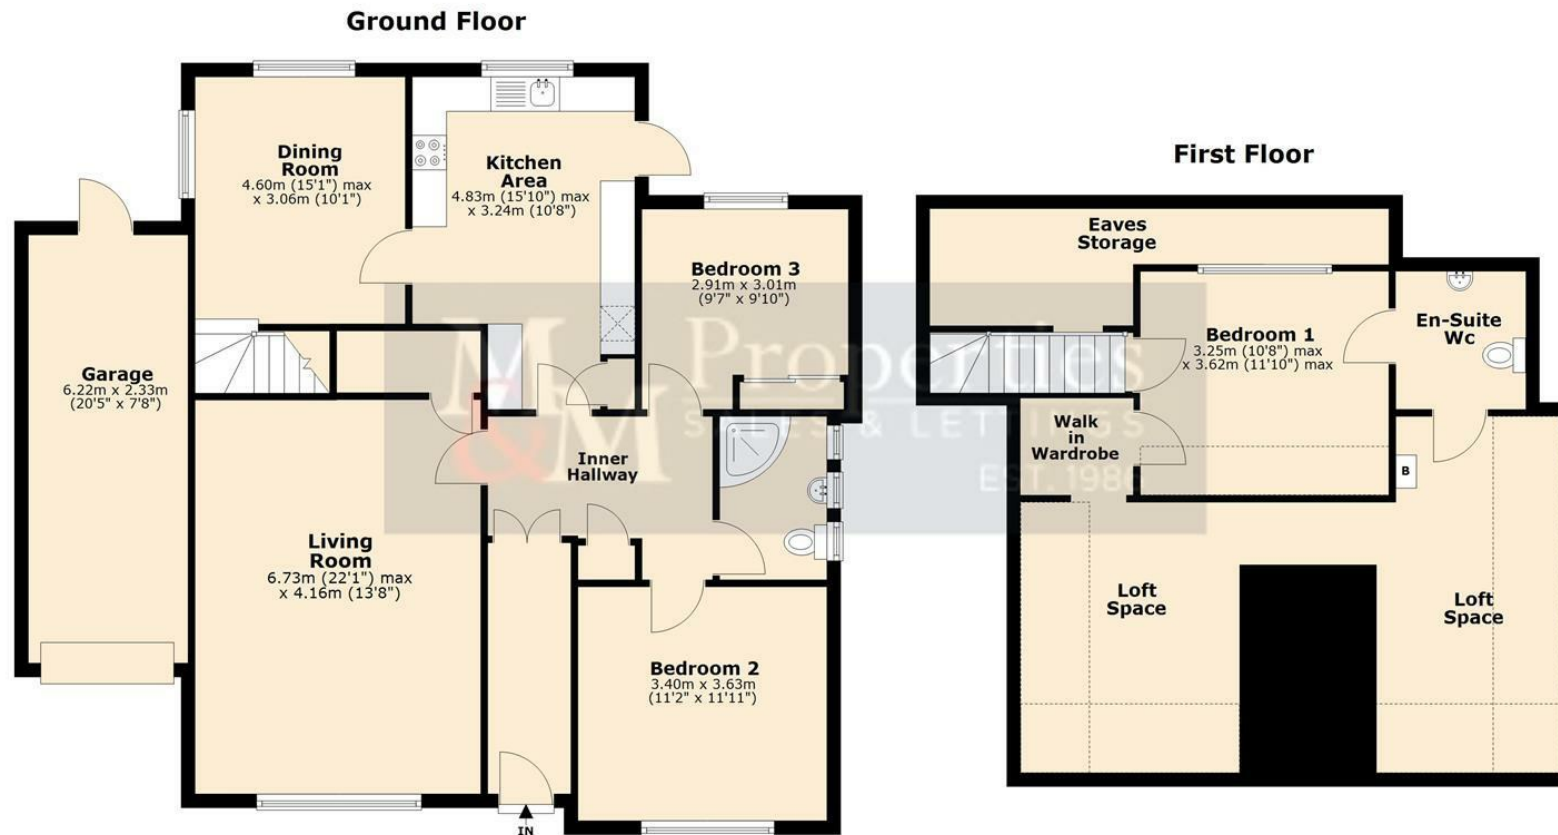 Ground Floor
Dining
Room
4.60m (15'1") max
x 3.06m (10'1")
Kitchen
Area
4.83m (15'10") max
x 3.24m (10'8")
Bedroom 3
2.91m x 3.01m
(9'7" x 9'10")
Garage
6.22m x 2.33m
(20'5" x 7'8")
Inner
Hallway
Living
Room
6.73m (22'1") max
x 4.16m (13'8")
Bedroom 2
3.40m x 3.63m
(11'2" x 11'11")
IN
First Floor
Eaves
Storage
Bedroom 1
3.25m (10'8") max
x 3.62m (11'10") max
En-Suite
Wc
Walk
in
Wardrobe
B
Loft
Space
Loft
Space
M&M Properties
SALES & LETTINGS
EST. 1986